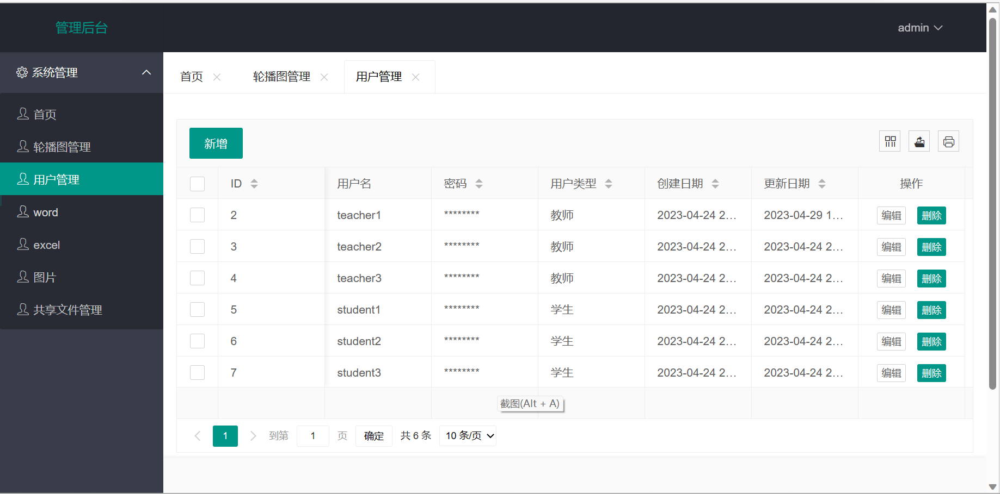 管理后台
admin
系统管理
首页
轮播图管理
用户管理
word
excel
图片
共享文件管理
首页 轮播图管理 用户管理
新增
ID 用户名 密码 用户类型 创建日期 更新日期 操作
2 teacher1 ******** 教师 2023-04-24 2... 2023-04-29 1... 编辑 删除
3 teacher2 ******** 教师 2023-04-24 2... 2023-04-24 2... 编辑 删除
4 teacher3 ******** 教师 2023-04-24 2... 2023-04-24 2... 编辑 删除
5 student1 ******** 学生 2023-04-24 2... 2023-04-24 2... 编辑 删除
6 student2 ******** 学生 2023-04-24 2... 2023-04-24 2... 编辑 删除
7 student3 ******** 学生 2023-04-24 2... 2023-04-24 2... 编辑 删除
截图(Alt + A)
1 到第 1 页 确定 共 6 条 10 条/页